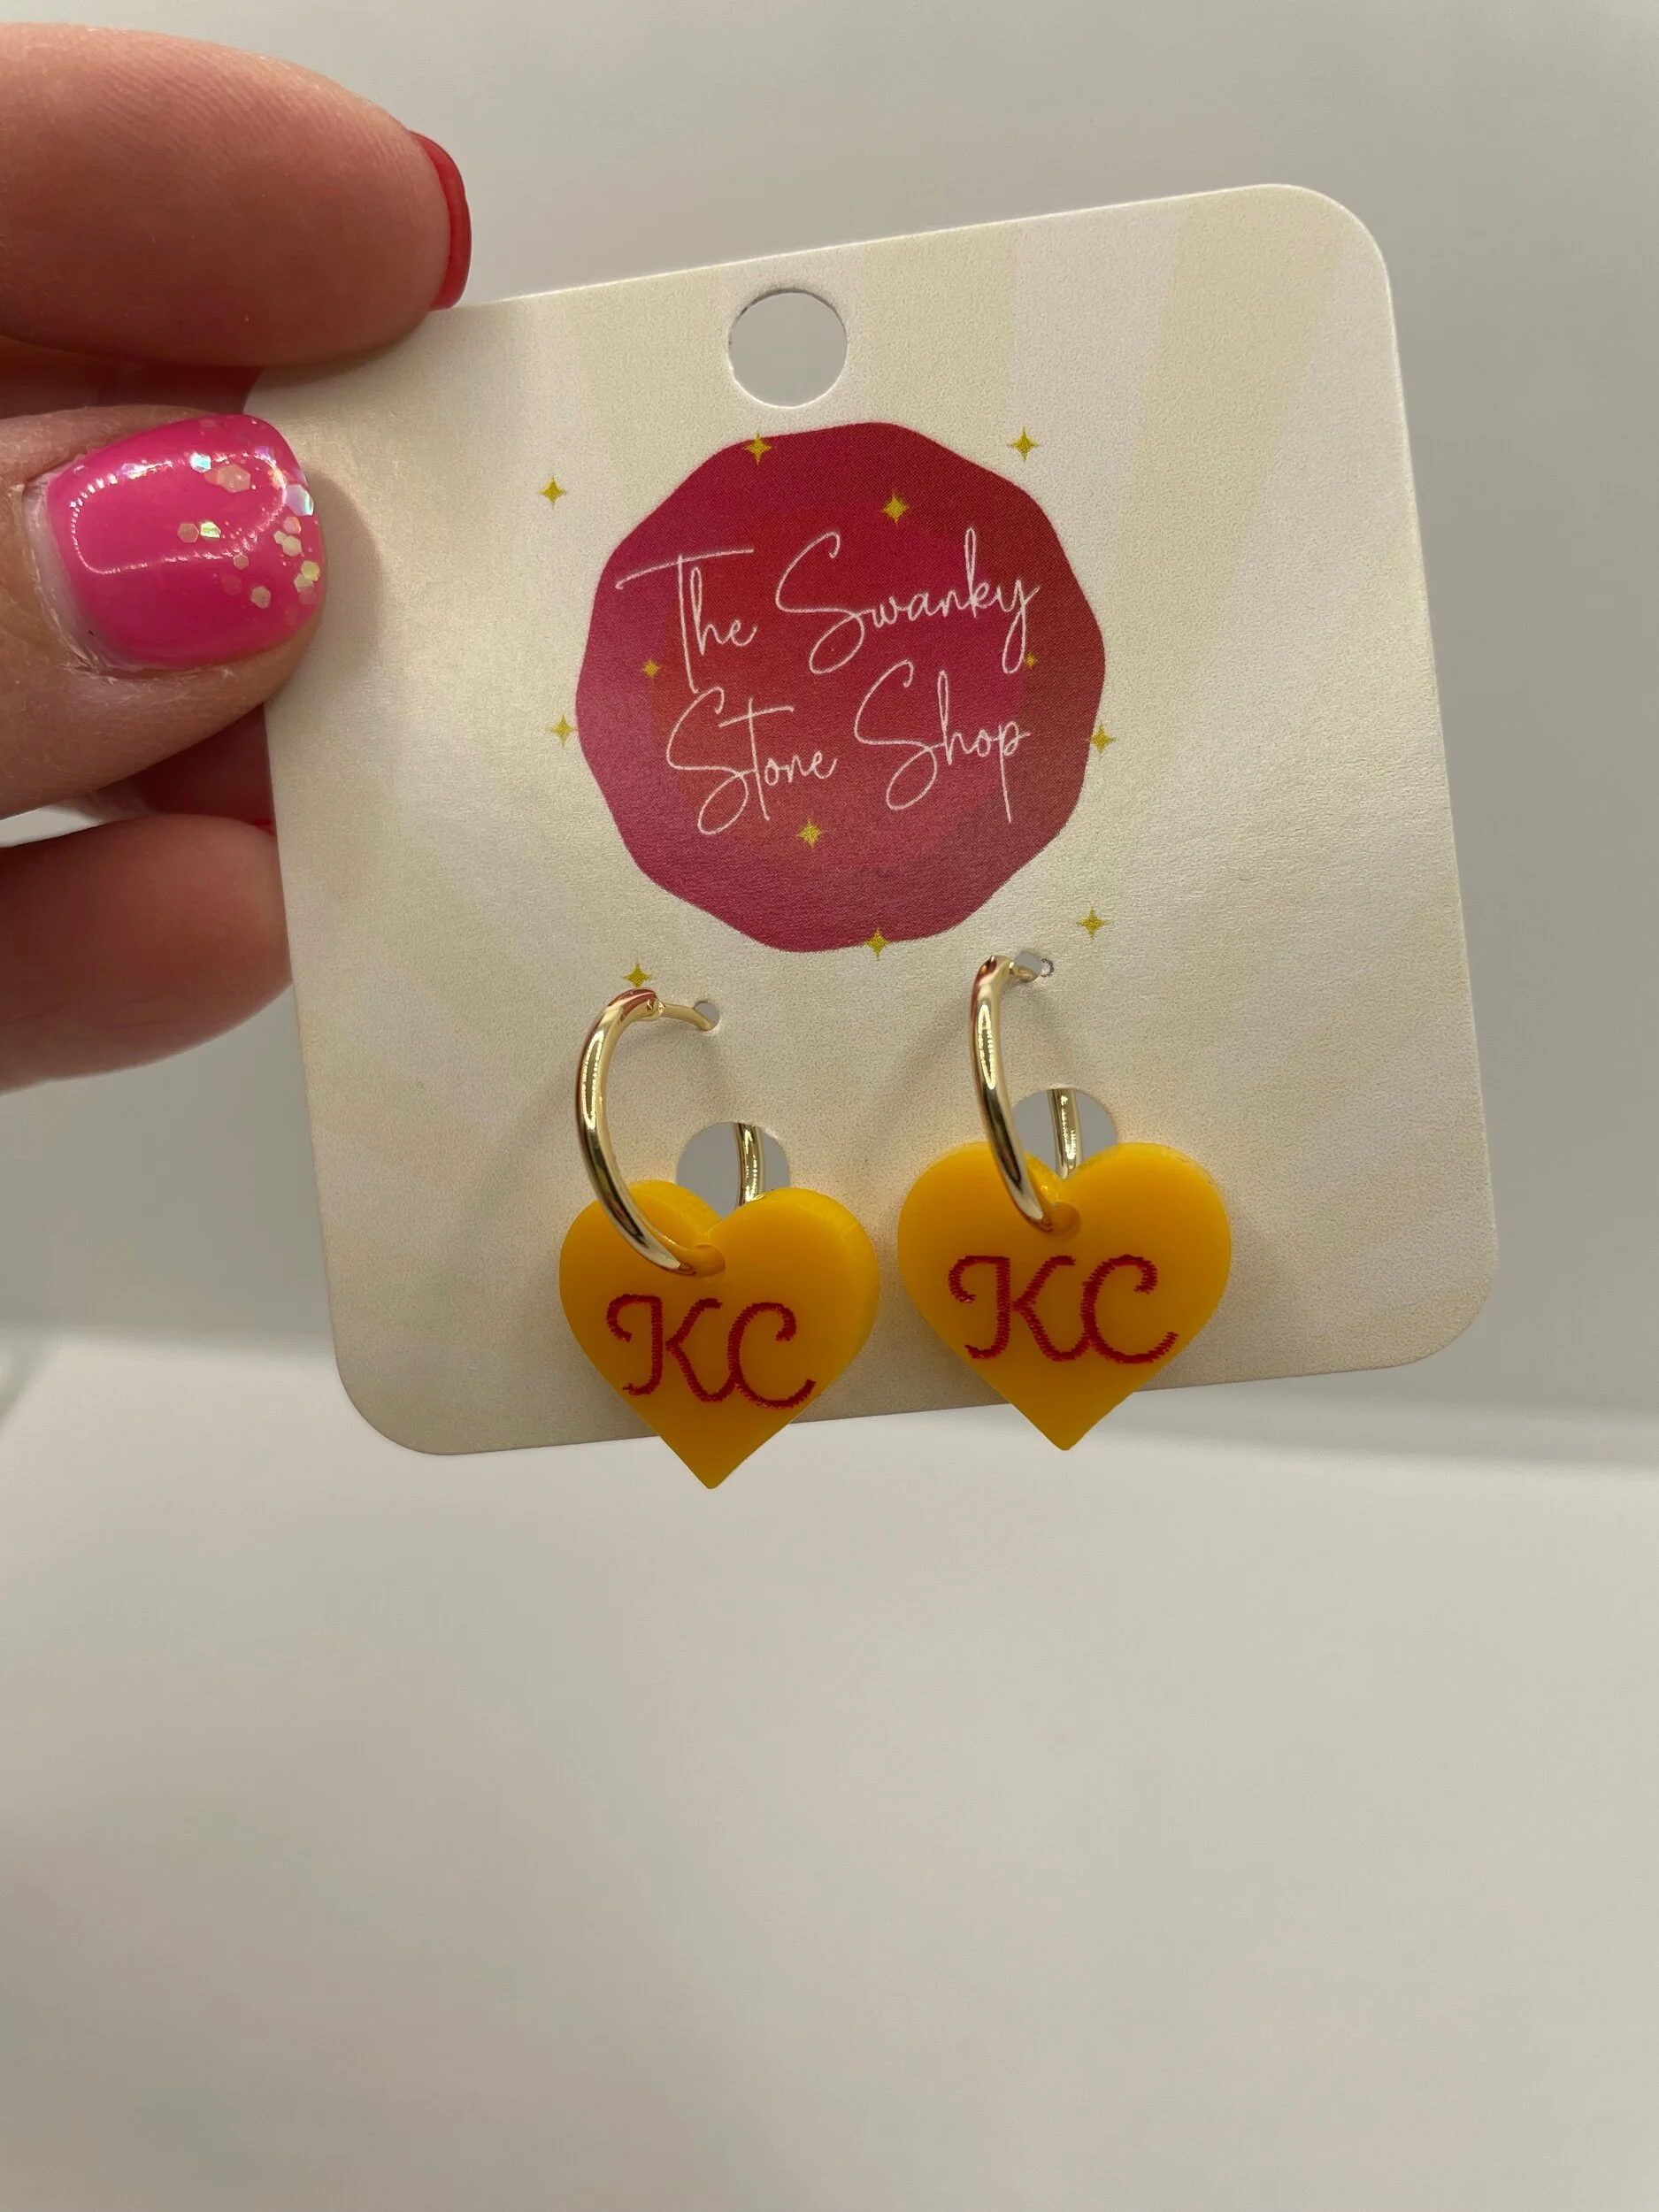 The Swanky
Stone Shop
KC
KC